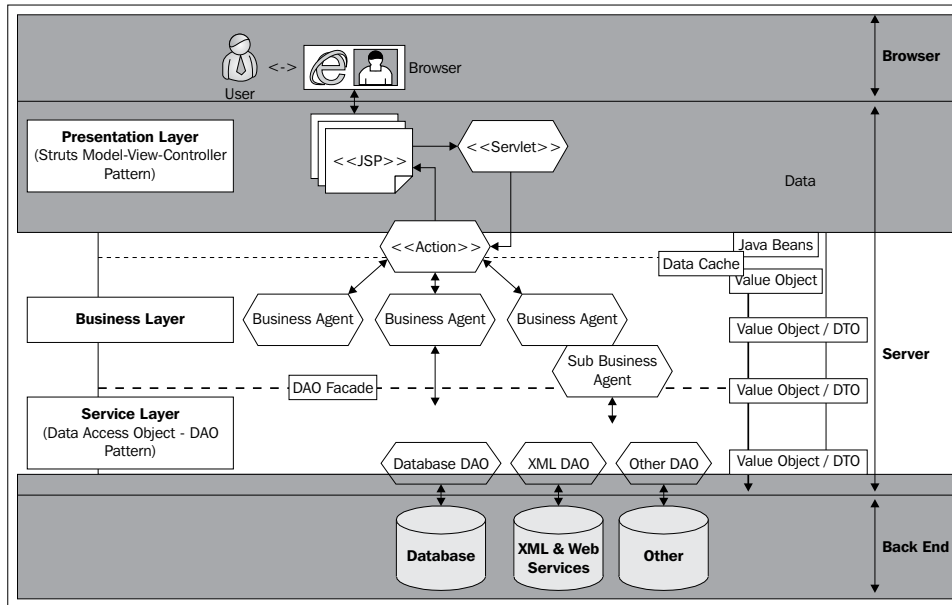 Browser
<->
Browser
User
Presentation Layer
(Struts Model-View-Controller
Pattern)
<<JSP>>
<<Servlet>>
Data
<<Action>>
Java Beans
Data Cache
Value Object
Business Layer
Business Agent
Business Agent
Business Agent
Value Object / DTO
Server
Sub Business
Agent
DAO Facade
Value Object / DTO
Service Layer
(Data Access Object - DAO
Pattern)
Database DAO
XML DAO
Other DAO
Value Object / DTO
Database
XML & Web
Services
Other
Back End